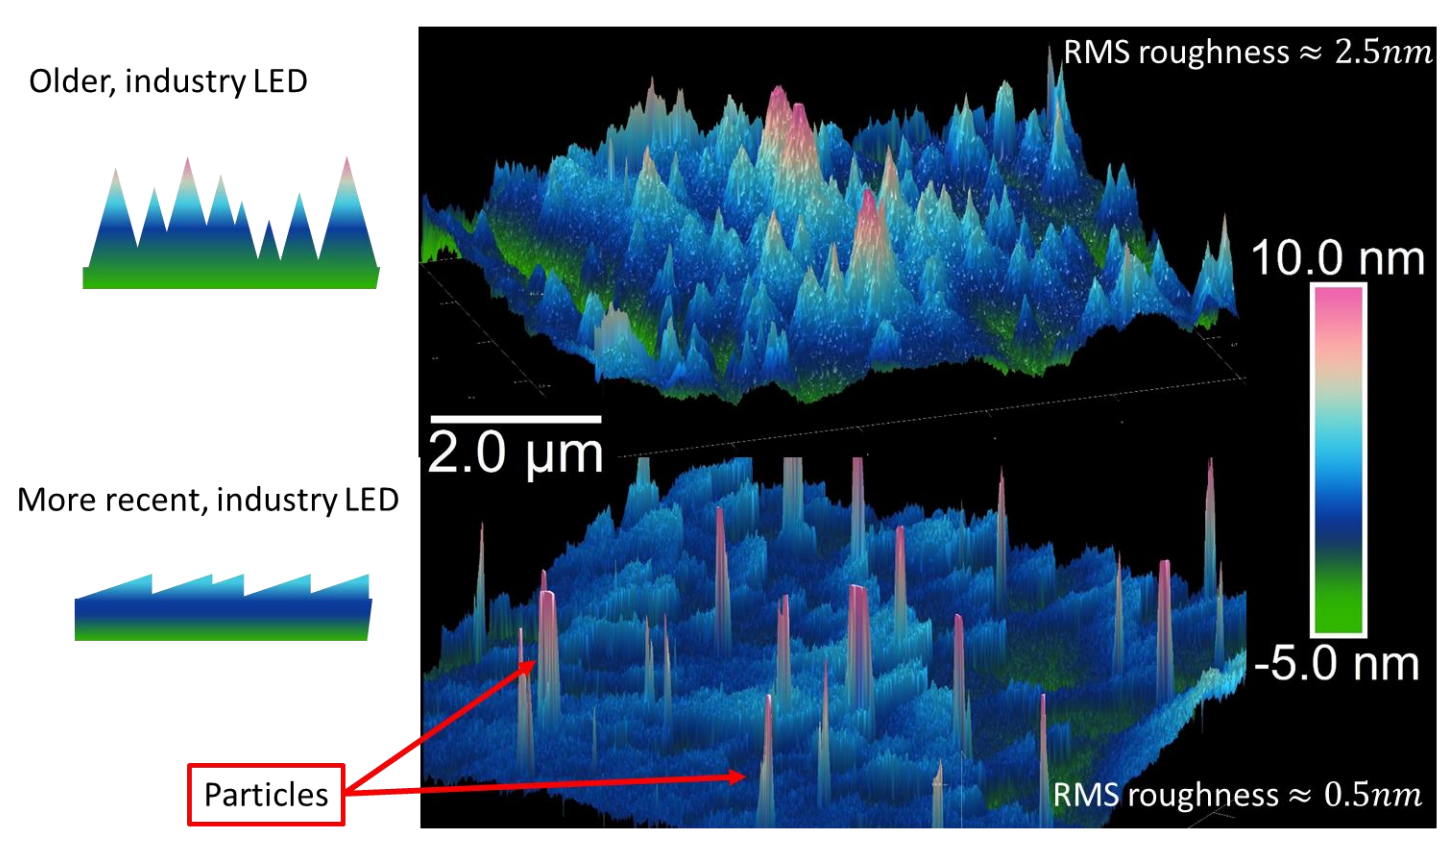 Older, industry LED
RMS roughness ≈ 2.5nm
10.0 nm
2.0 µm
More recent, industry LED
-5.0 nm
Particles
RMS roughness ≈ 0.5nm